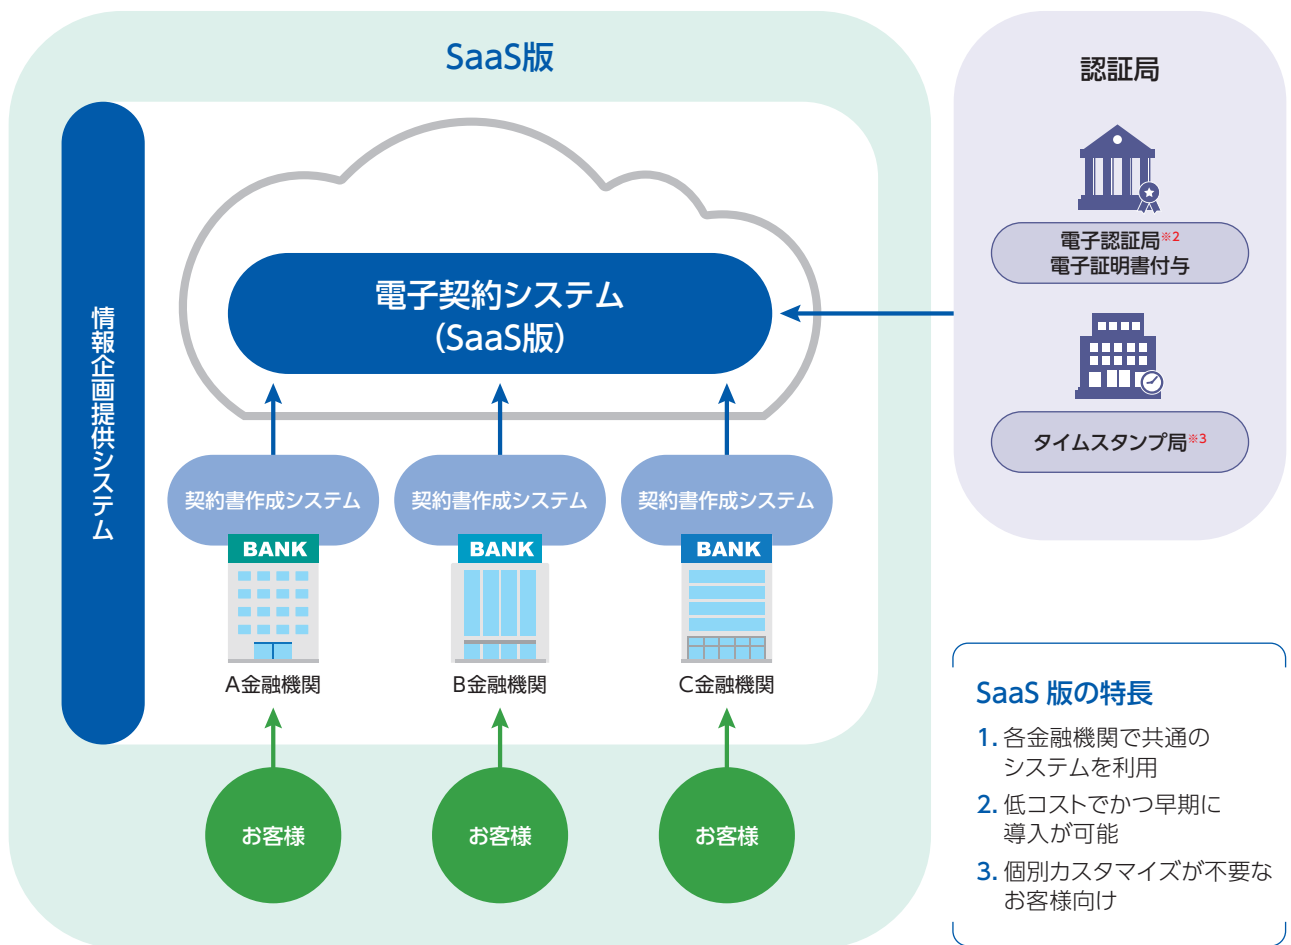 SaaS版
情報企画提供システム
電子契約システム
(SaaS版)
契約書作成システム
契約書作成システム
契約書作成システム
BANK
BANK
BANK
A金融機関
B金融機関
C金融機関
お客様
お客様
お客様
認証局
電子認証局※2
電子証明書付与
タイムスタンプ局※3
SaaS 版の特長
1. 各金融機関で共通の
システムを利用
2. 低コストでかつ早期に
導入が可能
3. 個別カスタマイズが不要な
お客様向け